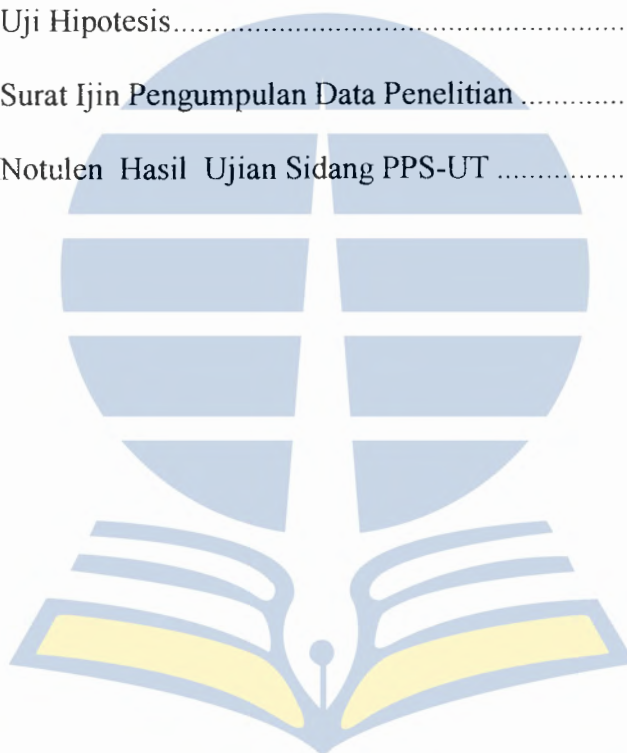 Uji Hipotesis..................................................
Surat Ijin Pengumpulan Data Penelitian ...............
Notulen Hasil Ujian Sidang PPS-UT ..................